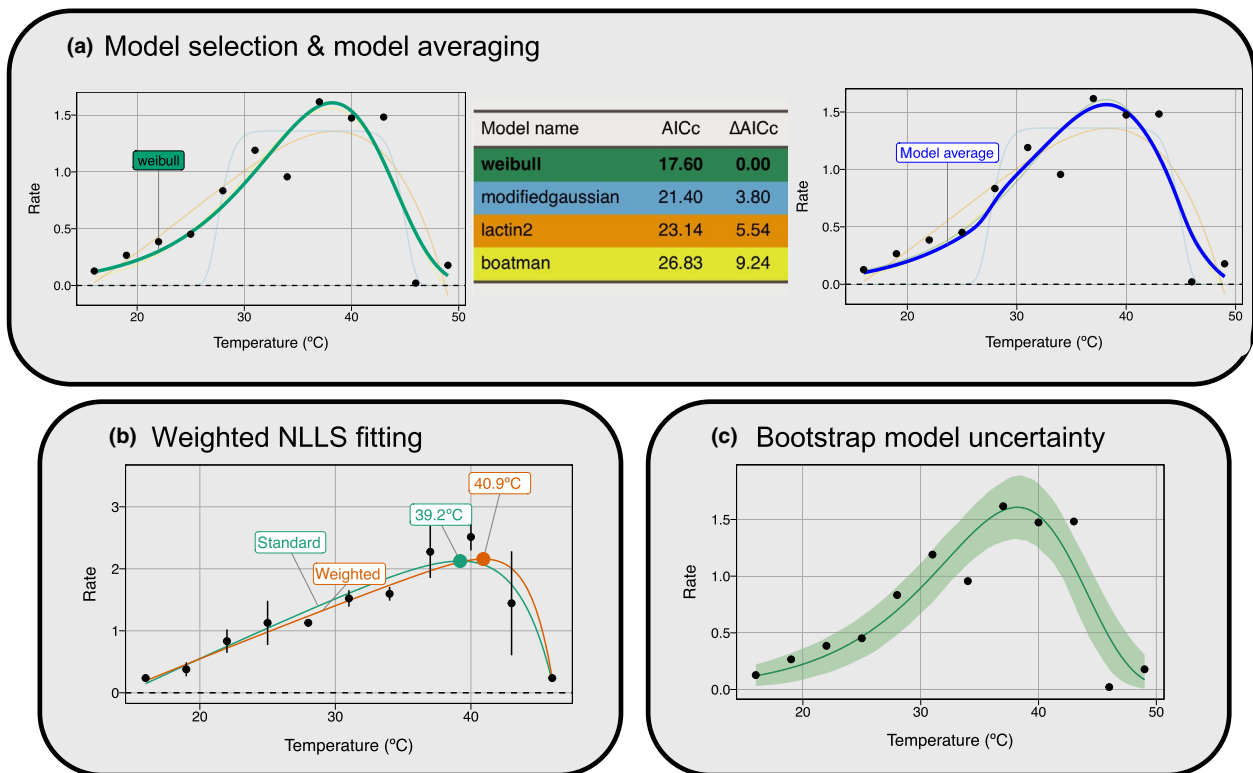 (a) Model selection & model averaging
1.5
1.0
0.5
0.0
Rate
weibull
20
30
40
50
Temperature (ºC)
Model name AICc ΔAICc
weibull 17.60 0.00
modifiedgaussian 21.40 3.80
lactin2 23.14 5.54
boatman 26.83 9.24
1.5
1.0
0.5
0.0
Rate
Model average
20
30
40
50
Temperature (ºC)
(b) Weighted NLLS fitting
3
2
1
0
Rate
40.9ºC
39.2ºC
Standard
Weighted
20
30
40
Temperature (ºC)
(c) Bootstrap model uncertainty
1.5
1.0
0.5
0.0
Rate
20
30
40
50
Temperature (ºC)